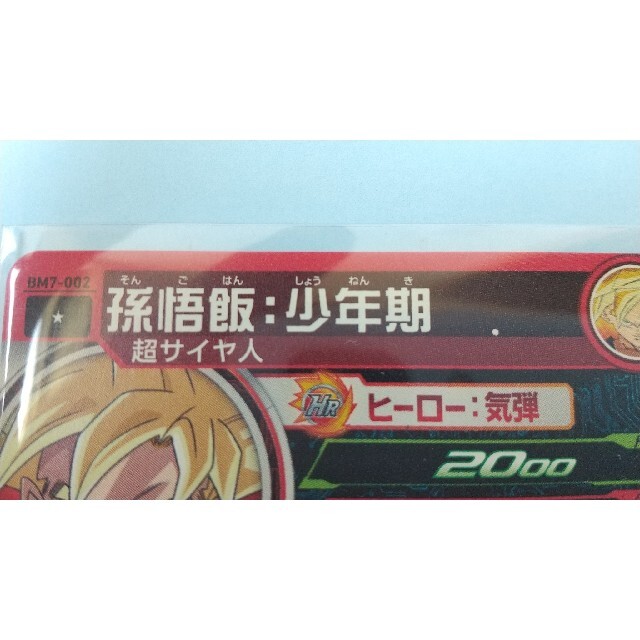 BM7-002
そん ご はん しょう ねん き
孫悟飯：少年期
★
超サイヤ人
HR
ヒーロー：気弾
2000